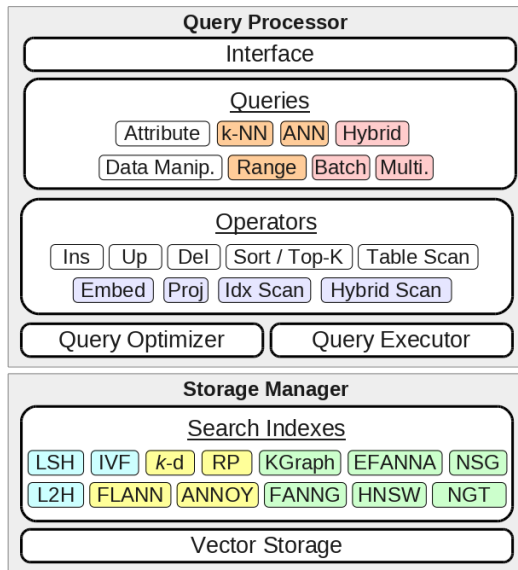 Query Processor
Interface
Queries
Attribute k-NN ANN Hybrid
Data Manip. Range Batch Multi.
Operators
Ins Up Del Sort / Top-K Table Scan
Embed Proj Idx Scan Hybrid Scan
Query Optimizer Query Executor
Storage Manager
Search Indexes
LSH IVF k-d RP KGraph EFANNA NSG
L2H FLANN ANNOY FANNG HNSW NGT
Vector Storage